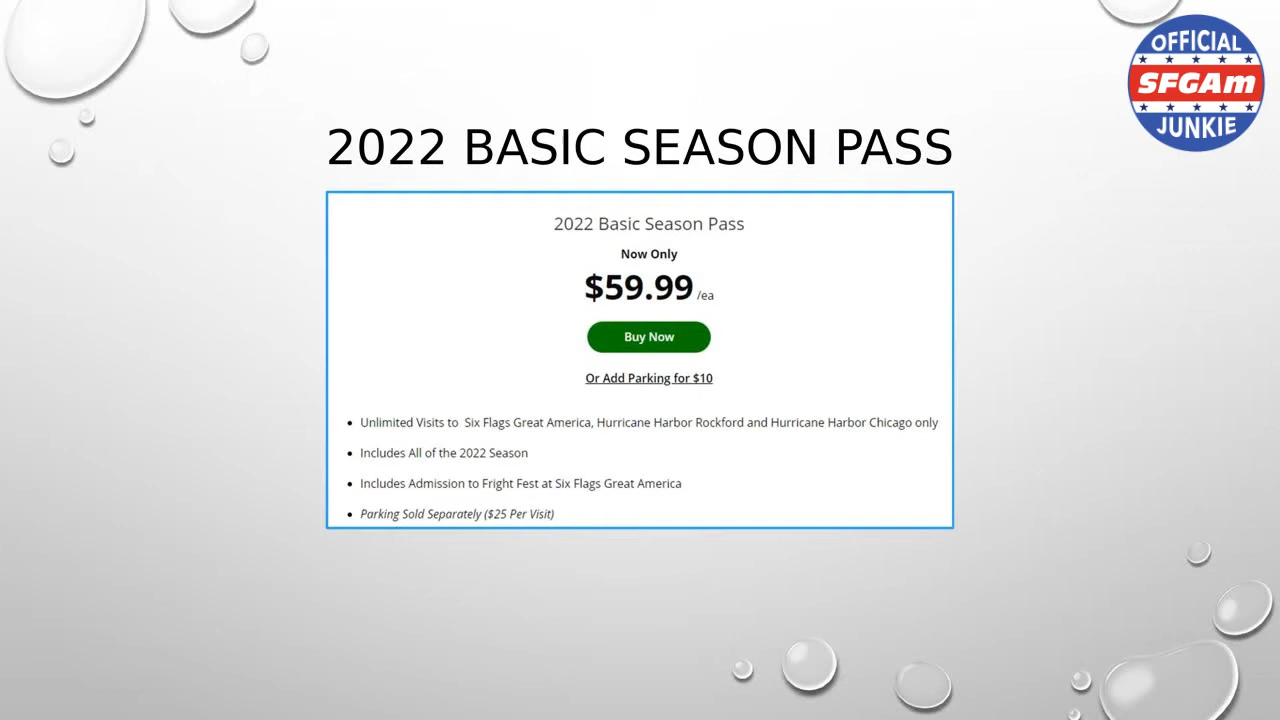 OFFICIAL
SFGAm
JUNKIE
2022 BASIC SEASON PASS
2022 Basic Season Pass
Now Only
$59.99 /ea
Buy Now
Or Add Parking for $10
• Unlimited Visits to Six Flags Great America, Hurricane Harbor Rockford and Hurricane Harbor Chicago only
• Includes All of the 2022 Season
• Includes Admission to Fright Fest at Six Flags Great America
• Parking Sold Separately ($25 Per Visit)